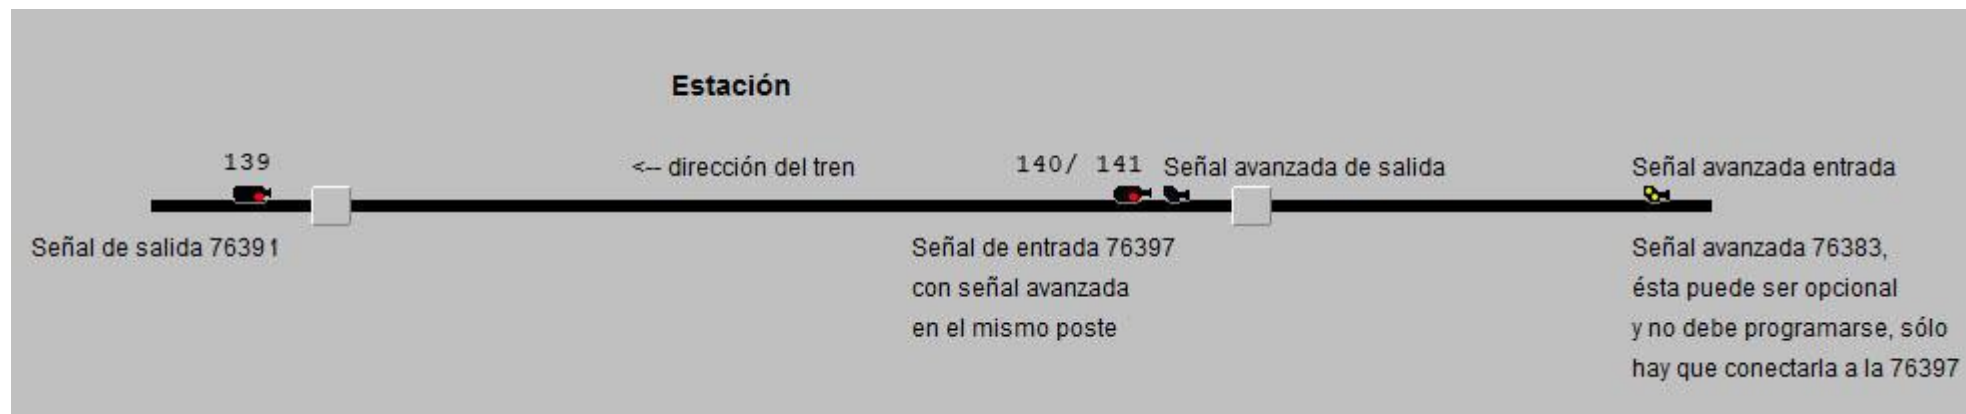 Estación
139
<-- dirección del tren
140/ 141
Señal avanzada de salida
Señal avanzada entrada
Señal de salida 76391
Señal de entrada 76397
con señal avanzada
en el mismo poste
Señal avanzada 76383,
ésta puede ser opcional
y no debe programarse, sólo
hay que conectarla a la 76397